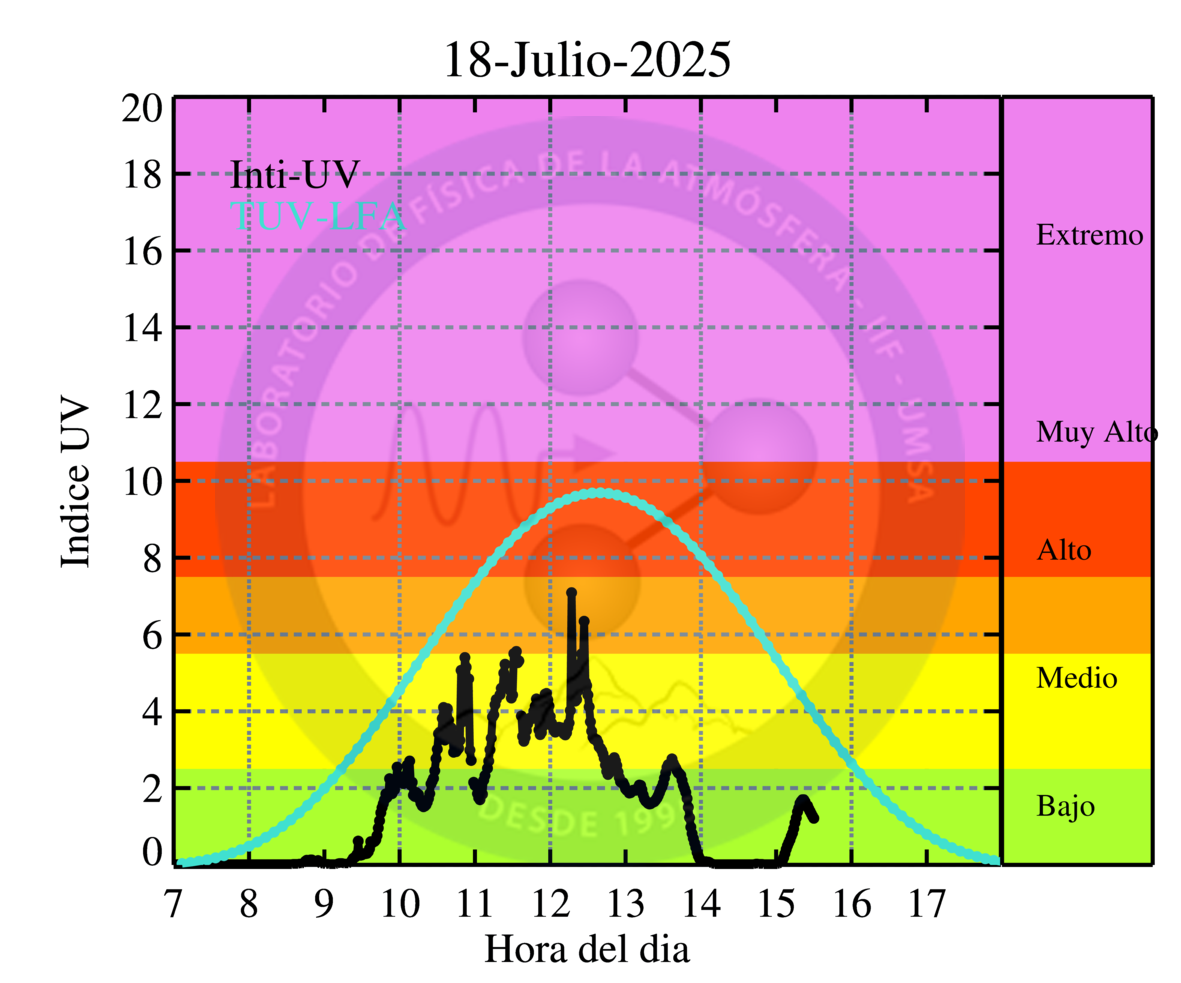 18-Julio-2025
20
18
16
14
12
10
8
6
4
2
0
Indice UV
Inti-UV
TUV-LFA
LABORATORIO DE FÍSICA DE LA ATMÓSFERA - IIF - UMSA
DESDE 199
Extremo
Muy Alto
Alto
Medio
Bajo
7 8 9 10 11 12 13 14 15 16 17
Hora del dia